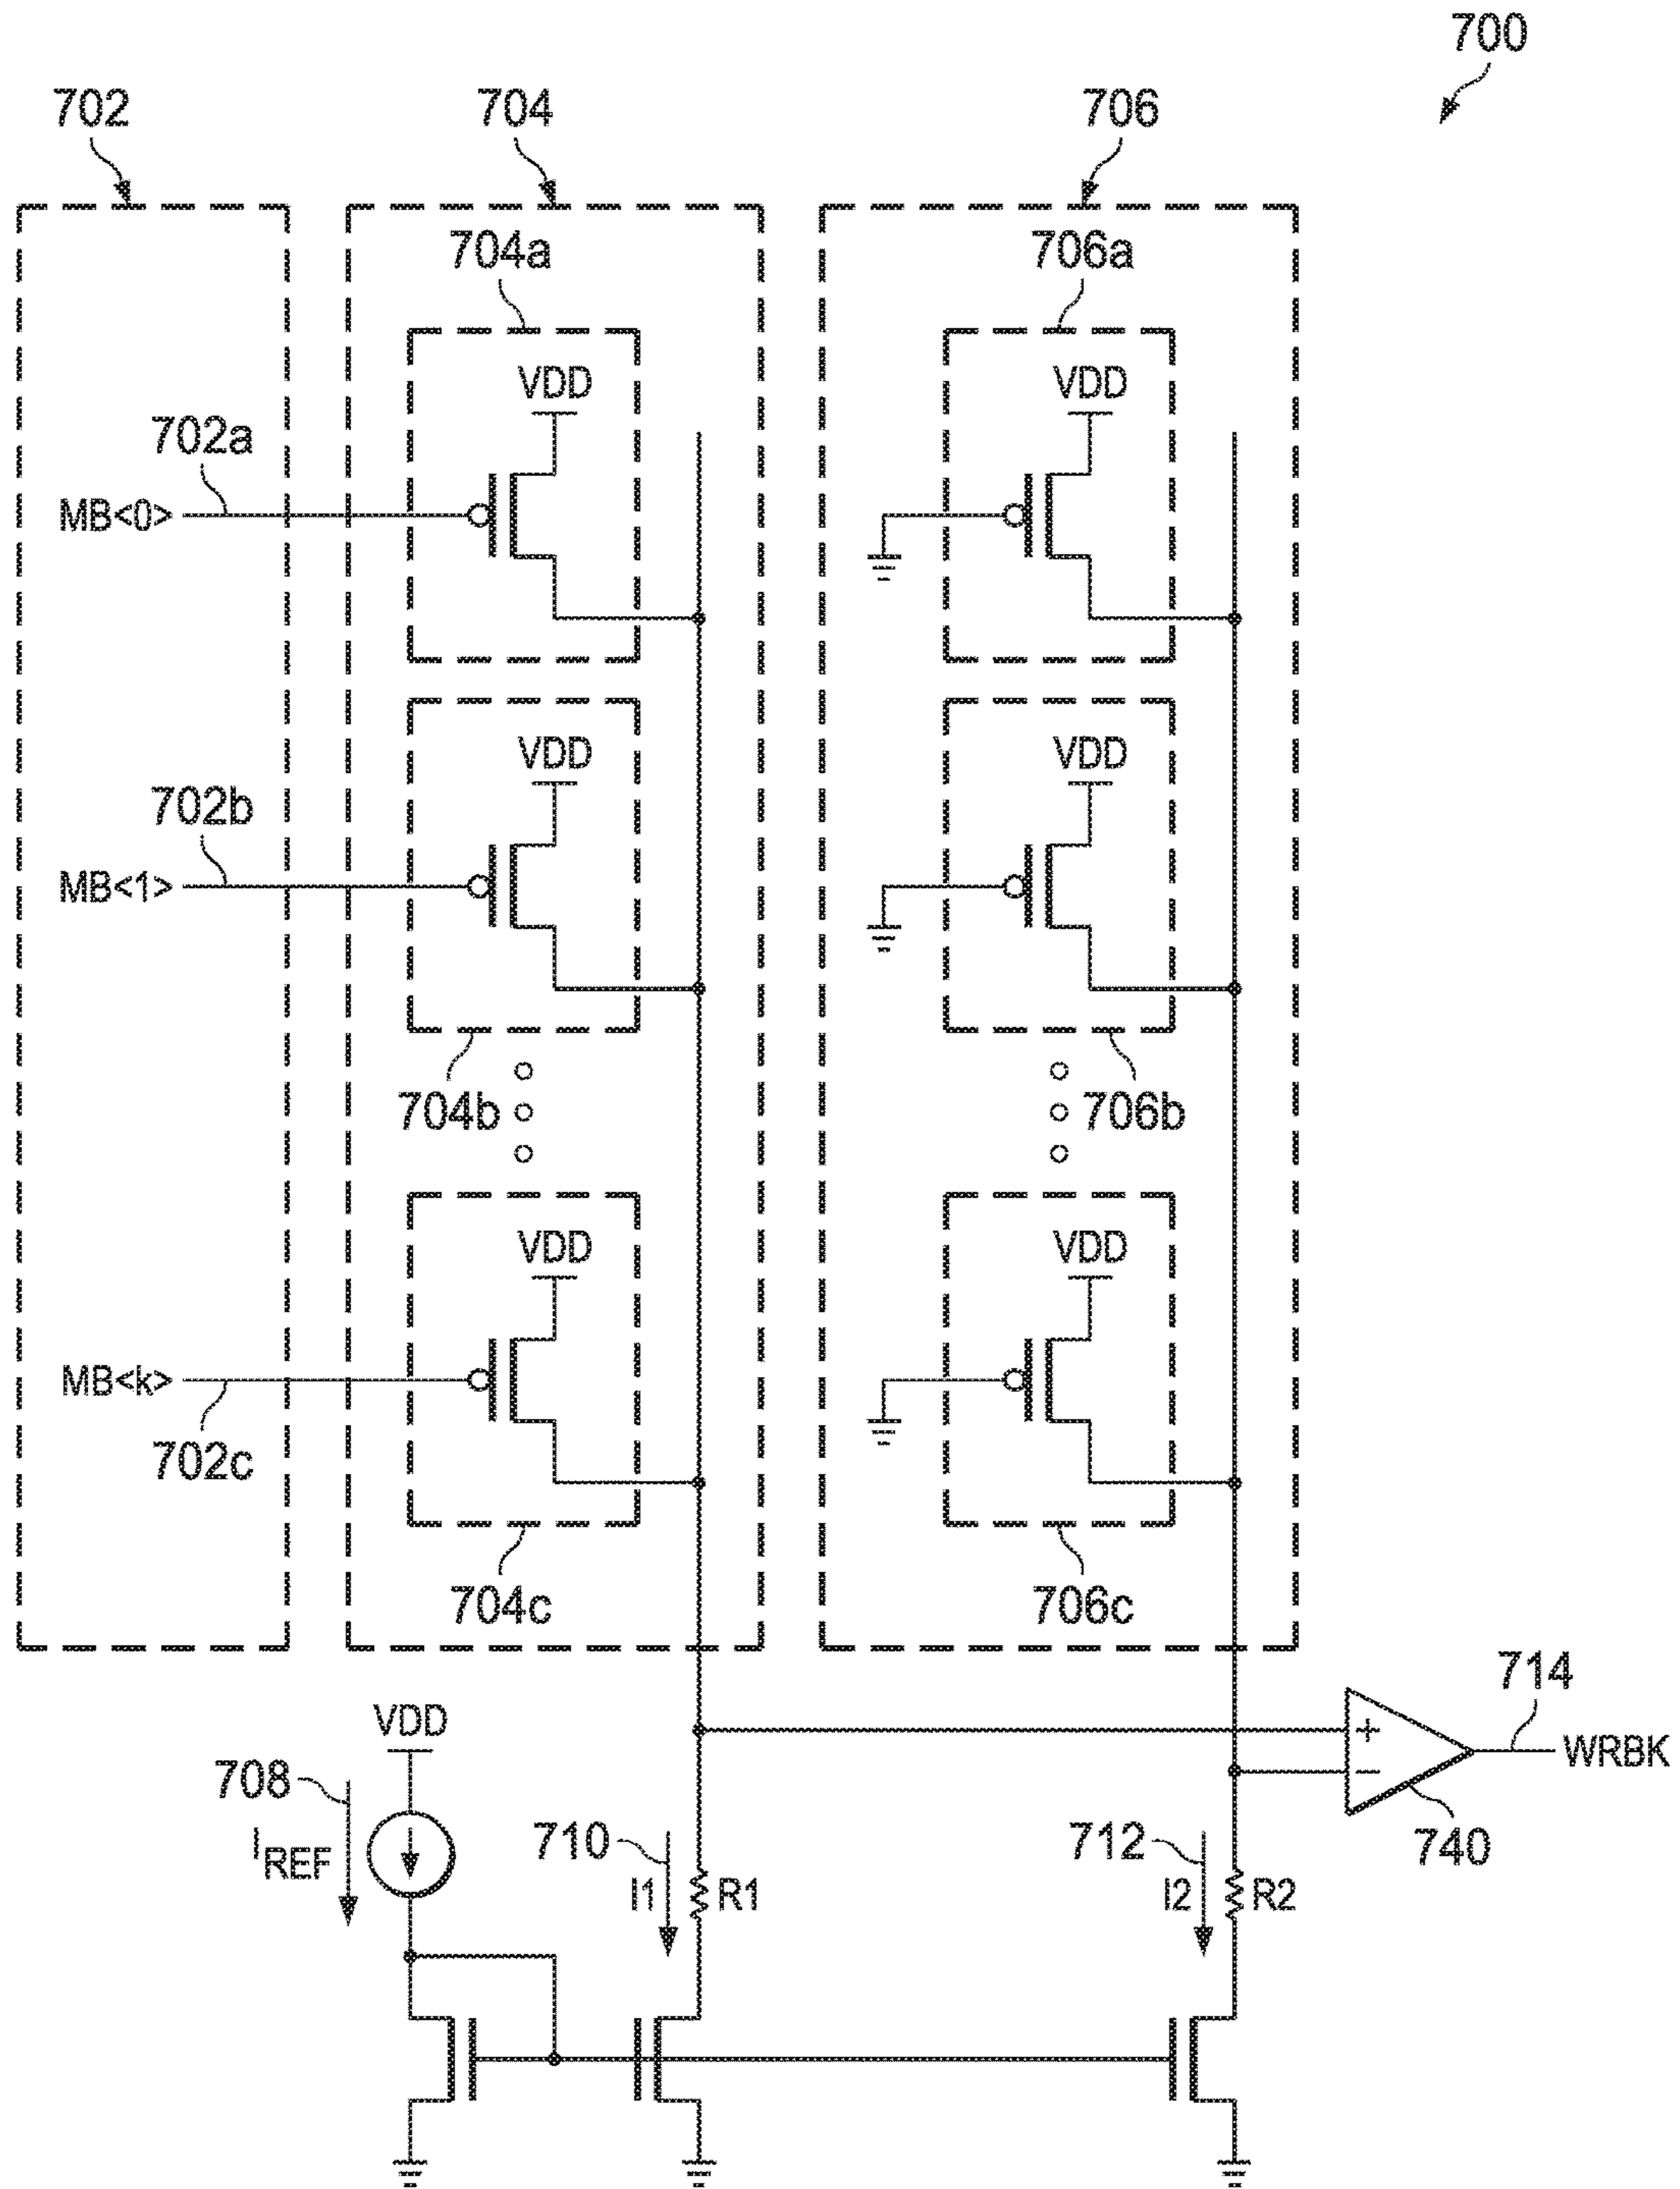 700
702
704
706
704a
706a
VDD
VDD
702a
MB<0>
VDD
VDD
702b
MB<1>
704b
706b
VDD
VDD
MB<k>
702c
704c
706c
714
VDD
+
−
WRBK
708
710
712
740
IREF
I1
R1
I2
R2